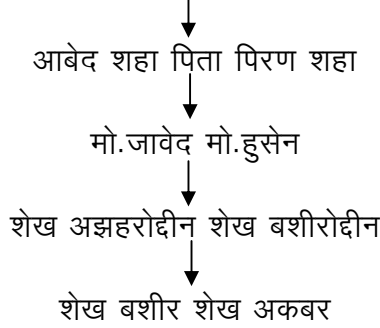 आबेद शहा पिता पिरण शहा
मो.जावेद मो.हुसेन
शेख अझहरोद्दीन शेख बशीरोद्दीन
शेख बशीर शेख अकबर